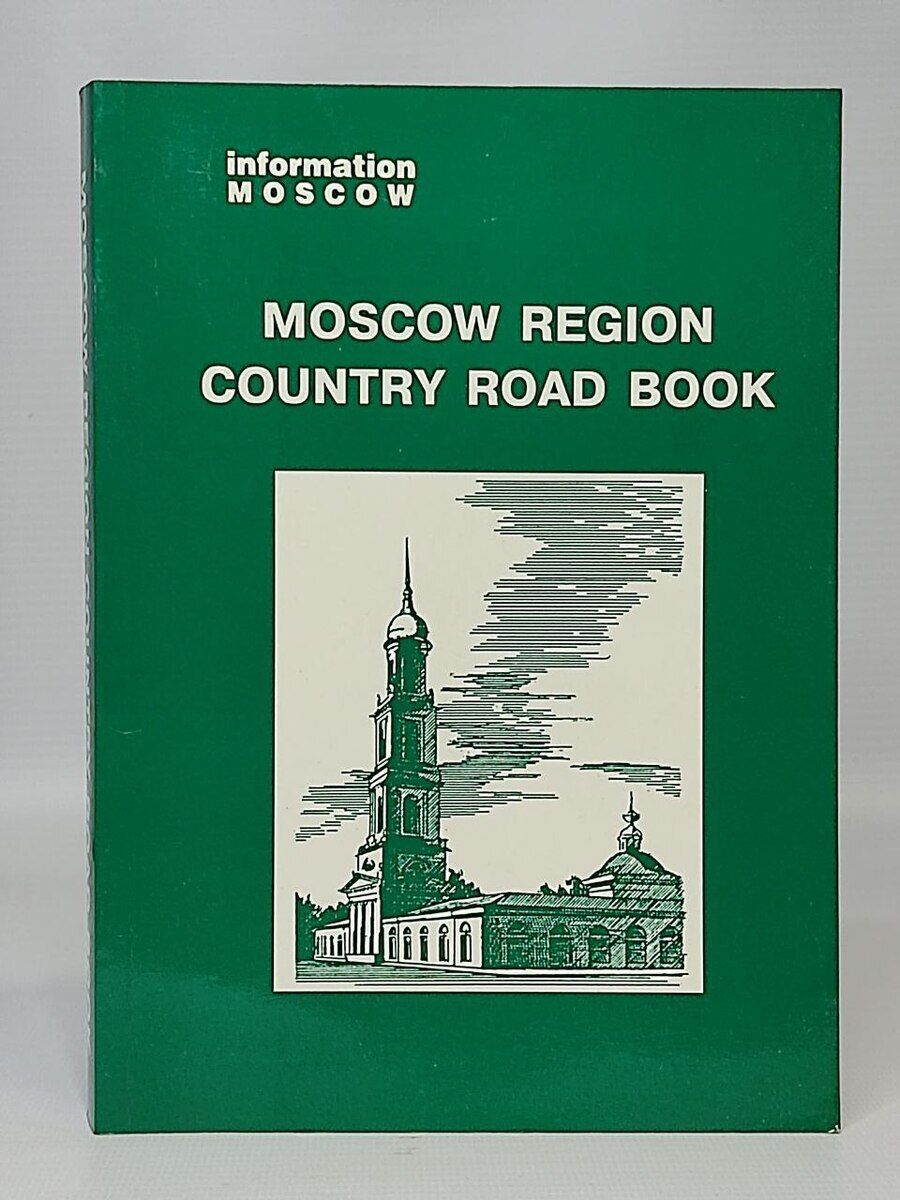 information
MOSCOW
MOSCOW REGION
COUNTRY ROAD BOOK